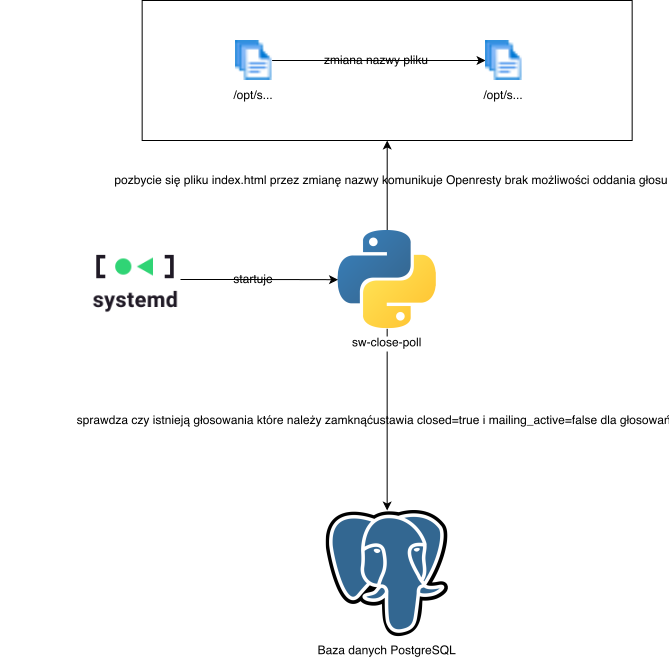 zmiana nazwy pliku
/opt/s...
/opt/s...
pozbycie się pliku index.html przez zmianę nazwy komunikuje Openresty brak możliwości oddania głosu
startuje
systemd
sw-close-poll
sprawdza czy istnieją głosowania które należy zamknąćustawia closed=true i mailing_active=false dla głosowań
Baza danych PostgreSQL